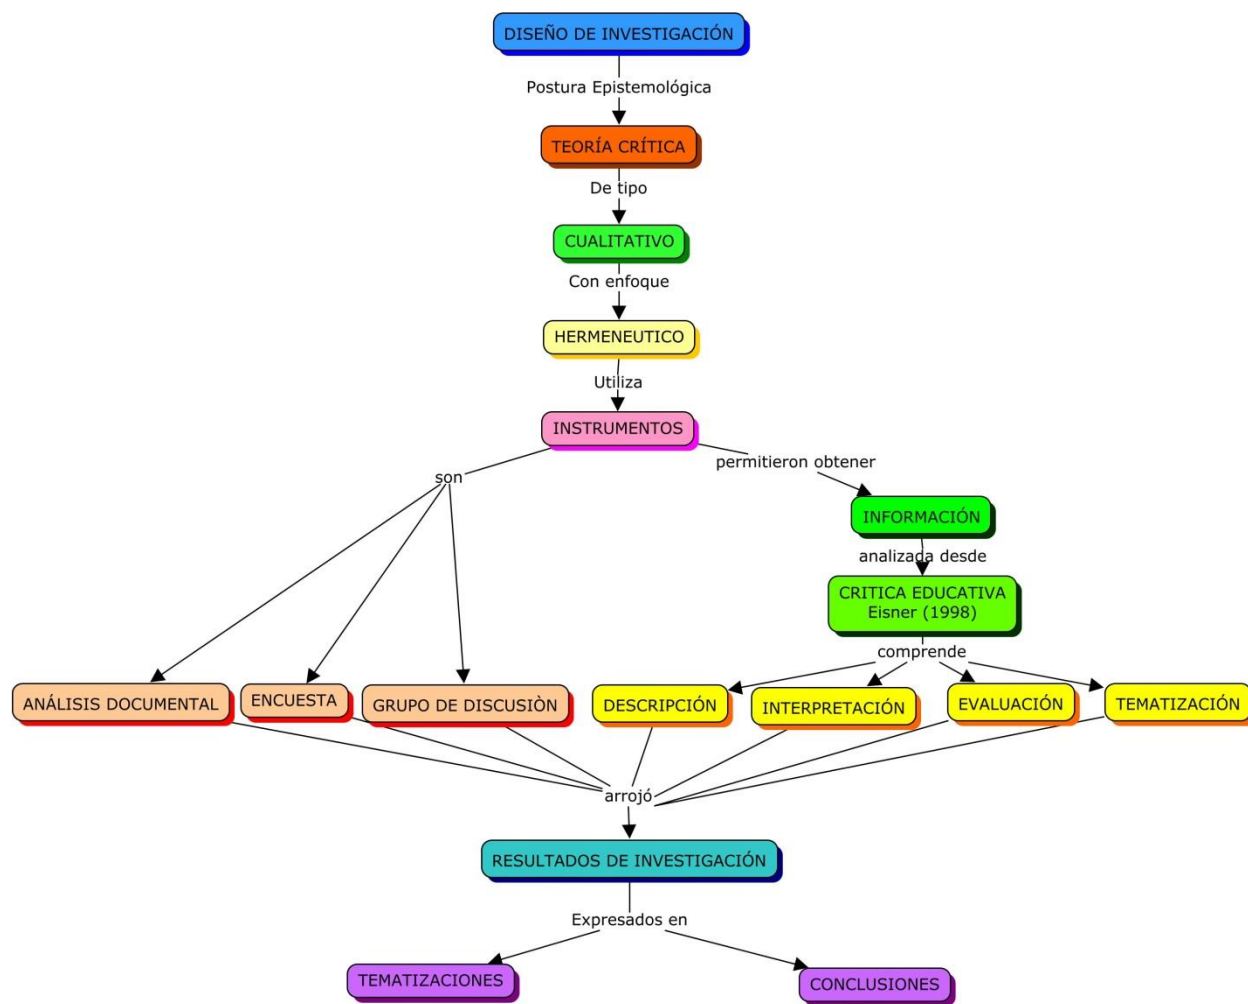 DISEÑO DE INVESTIGACIÓN
Postura Epistemológica
TEORÍA CRÍTICA
De tipo
CUALITATIVO
Con enfoque
HERMENEUTICO
Utiliza
INSTRUMENTOS
son
permitieron obtener
INFORMACIÓN
analizada desde
CRITICA EDUCATIVA
Eisner (1998)
comprende
ANÁLISIS DOCUMENTAL
ENCUESTA
GRUPO DE DISCUSIÒN
DESCRIPCIÓN
INTERPRETACIÓN
EVALUACIÓN
TEMATIZACIÓN
arrojó
RESULTADOS DE INVESTIGACIÓN
Expresados en
TEMATIZACIONES
CONCLUSIONES